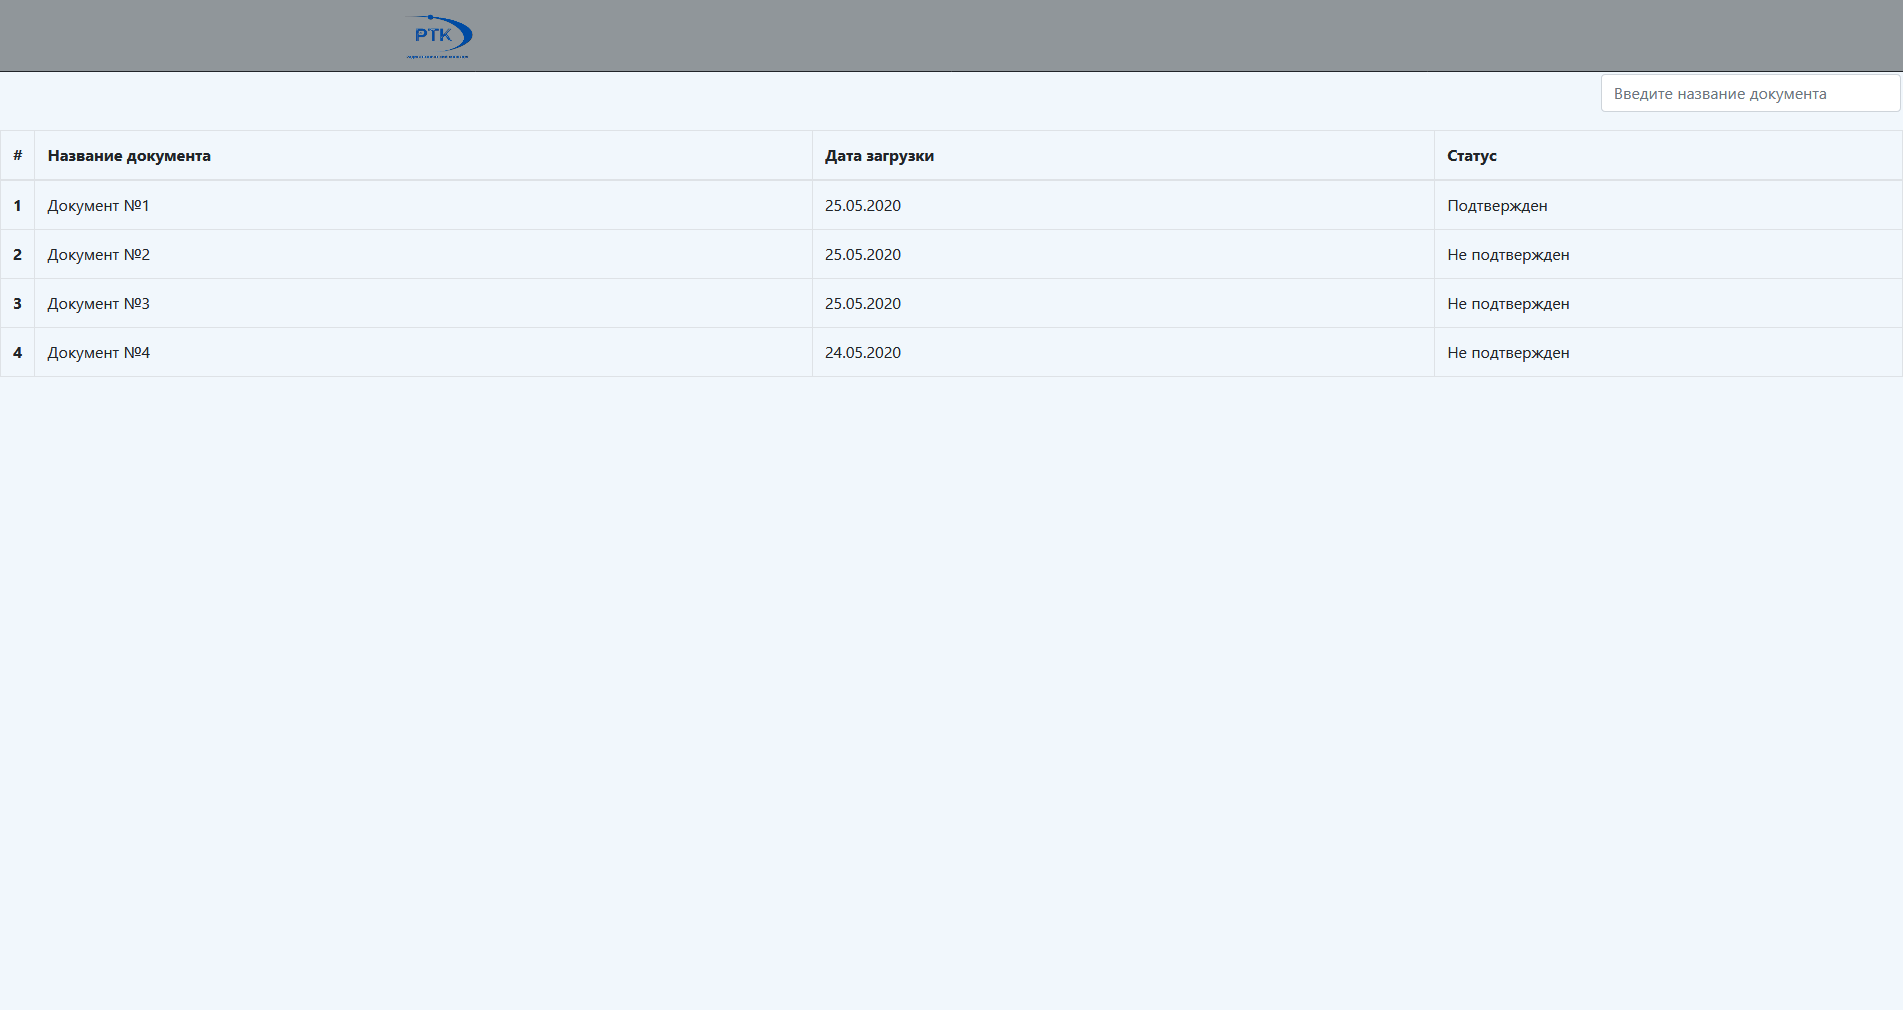 РТК
Введите название документа
# Название документа Дата загрузки Статус
1 Документ №1 25.05.2020 Подтвержден
2 Документ №2 25.05.2020 Не подтвержден
3 Документ №3 25.05.2020 Не подтвержден
4 Документ №4 24.05.2020 Не подтвержден